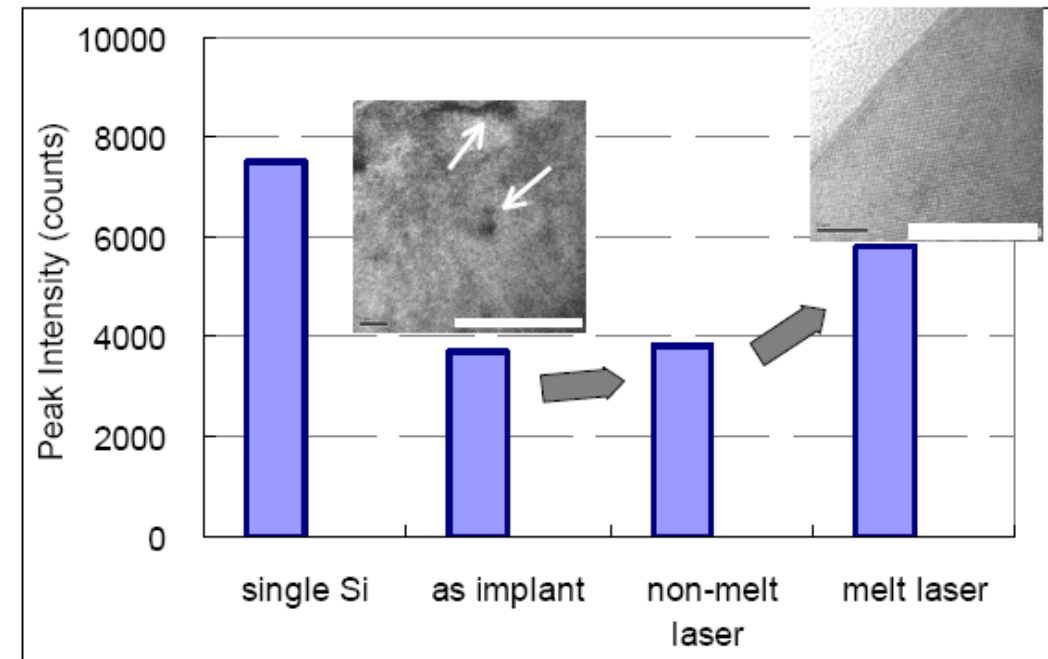 Peak Intensity (counts)
10000
8000
6000
4000
2000
0
single Si
as implant
non-melt
laser
melt laser